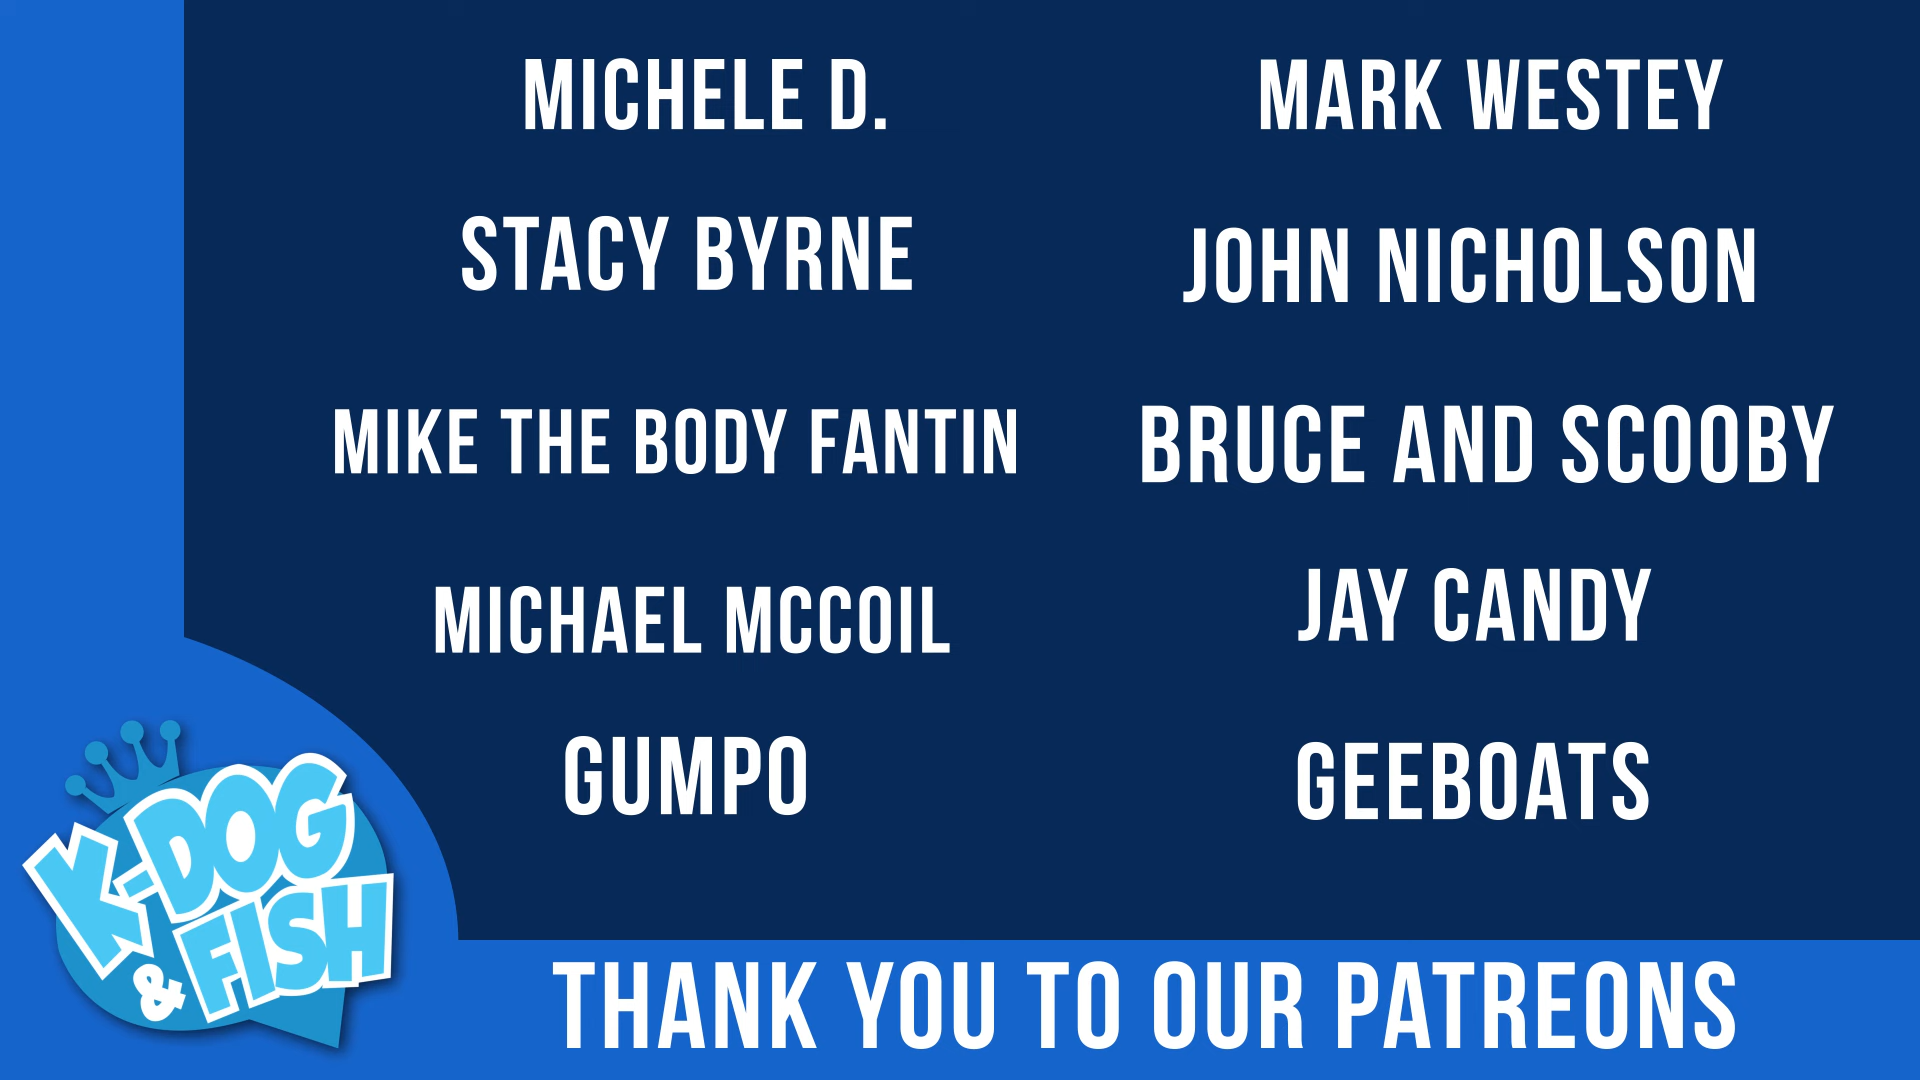 MICHELE D.
MARK WESTEY
STACY BYRNE
JOHN NICHOLSON
MIKE THE BODY FANTIN
BRUCE AND SCOOBY
MICHAEL MCCOIL
JAY CANDY
GUMPO
GEEBOATS
K-DOG
& FISH
THANK YOU TO OUR PATREONS